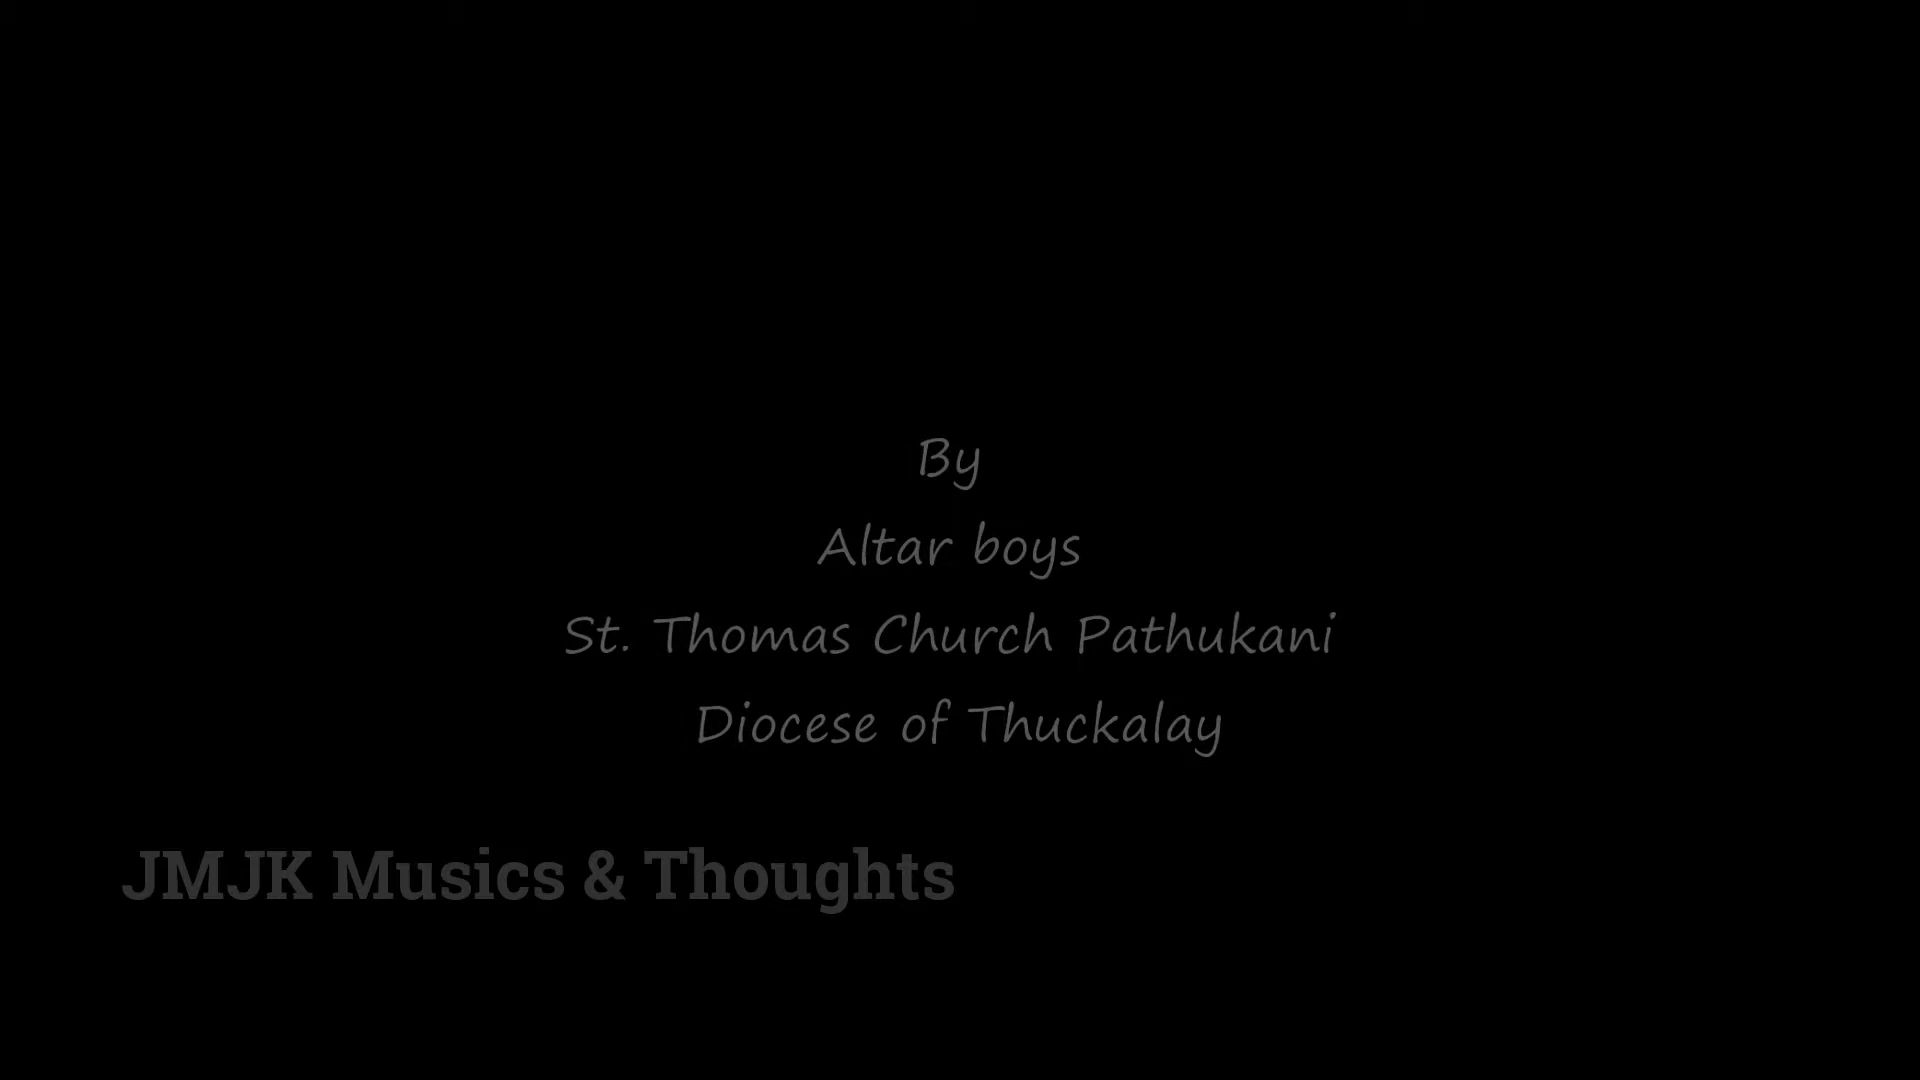 By
Altar boys
St. Thomas Church Pathukani
Diocese of Thuckalay
JMJK Musics & Thoughts